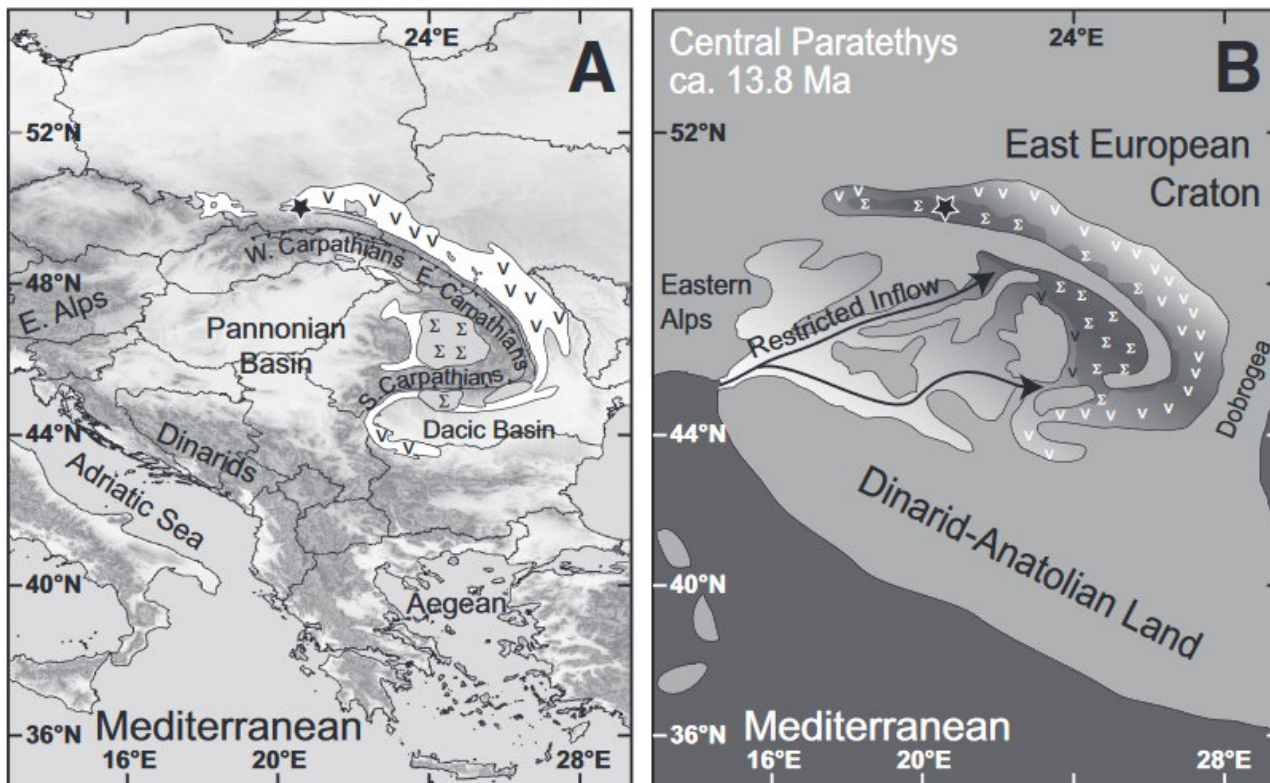 24°E
A
52°N
W. Carpathians
E. Carpathians
48°N
E. Alps
Pannonian
Basin
S. Carpathians
Dacic Basin
44°N
Dinarids
Adriatic Sea
40°N
Aegean
Mediterranean
36°N
16°E
20°E
28°E
V V V V V V V V V V V V V
Σ Σ Σ Σ Σ Σ Σ
Central Paratethys
ca. 13.8 Ma
24°E
B
52°N
East European
Craton
48°N
Eastern
Alps
Restricted Inflow
Dobrogea
44°N
Dinarid-Anatolian Land
40°N
Mediterranean
36°N
16°E
20°E
28°E